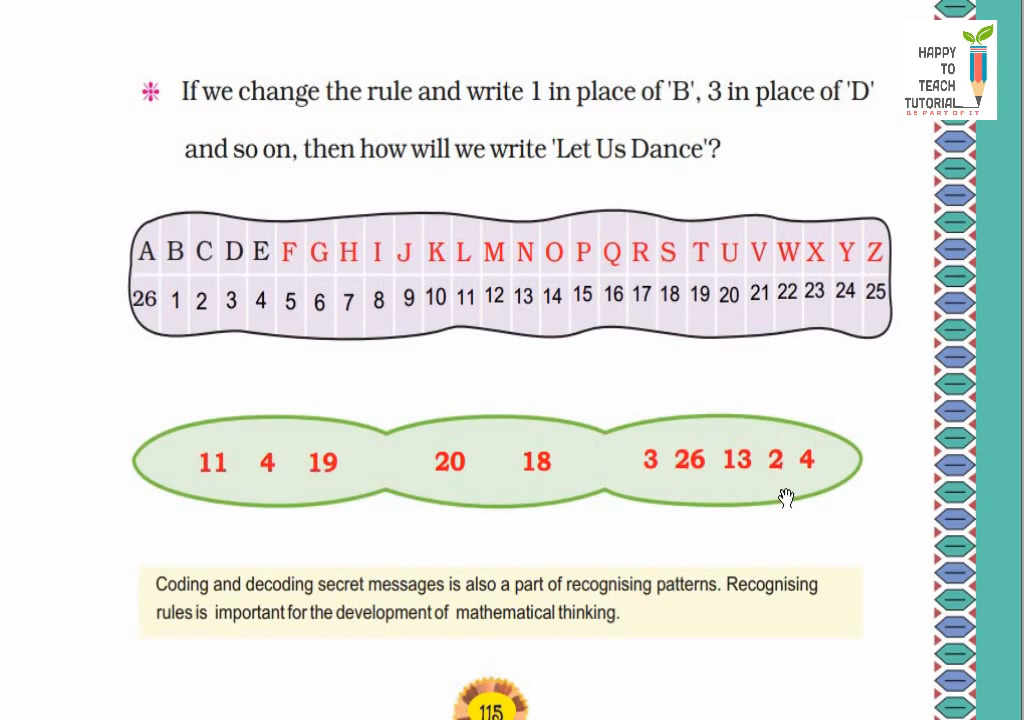 HAPPY
TO
TEACH
TUTORIAL
BE PART OF IT
If we change the rule and write 1 in place of 'B', 3 in place of 'D'
and so on, then how will we write 'Let Us Dance'?
A B C D E F G H I J K L M N O P Q R S T U V W X Y Z
26 1 2 3 4 5 6 7 8 9 10 11 12 13 14 15 16 17 18 19 20 21 22 23 24 25
11 4 19 20 18 3 26 13 2 4
Coding and decoding secret messages is also a part of recognising patterns. Recognising
rules is important for the development of mathematical thinking.
115